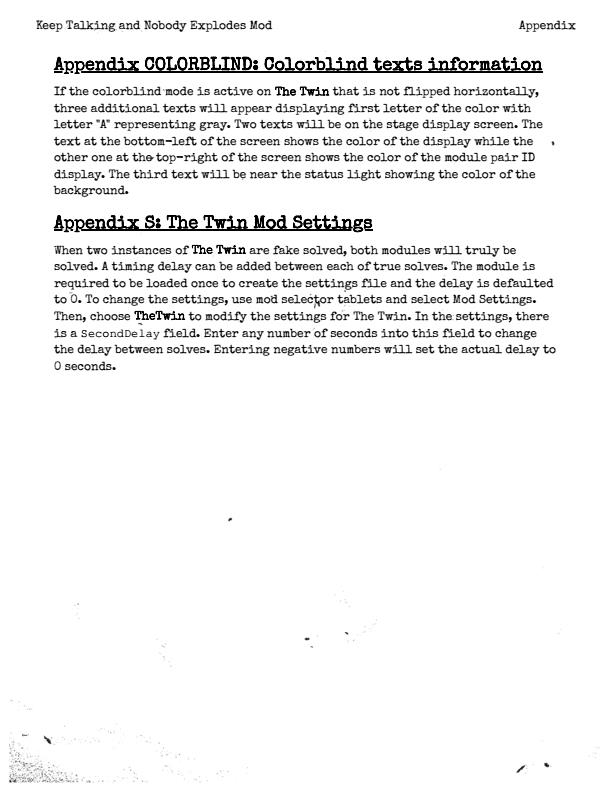 Keep Talking and Nobody Explodes Mod
Appendix
Appendix COLORBLIND: Colorblind texts information
If the colorblind mode is active on The Twin that is not flipped horizontally,
three additional texts will appear displaying first letter of the color with
letter "A" representing gray. Two texts will be on the stage display screen. The
text at the bottom-left of the screen shows the color of the display while the
other one at the top-right of the screen shows the color of the module pair ID
display. The third text will be near the status light showing the color of the
background.
Appendix S: The Twin Mod Settings
When two instances of The Twin are fake solved, both modules will truly be
solved. A timing delay can be added between each of true solves. The module is
required to be loaded once to create the settings file and the delay is defaulted
to 0. To change the settings, use mod selector tablets and select Mod Settings.
Then, choose TheTwin to modify the settings for The Twin. In the settings, there
is a SecondDelay field. Enter any number of seconds into this field to change
the delay between solves. Entering negative numbers will set the actual delay to
0 seconds.